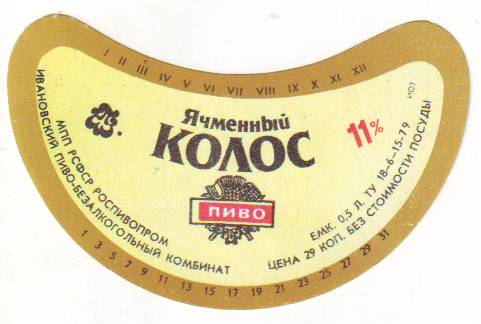 I II III IV V VI VII VIII IX X XI XII
Ячменный
КОЛОС
11%
ПИВО
МПП РСФСР РОСПИВОПРОМ
ИВАНОВСКИЙ ПИВО-БЕЗАЛКОГОЛЬНЫЙ КОМБИНАТ
ЕМК. 0,5 Л. ТУ 18-6-15-79
ЦЕНА 29 КОП. БЕЗ СТОИМОСТИ ПОСУДЫ
1 3 5 7 9 11 13 15 17 19 21 23 25 27 29 31